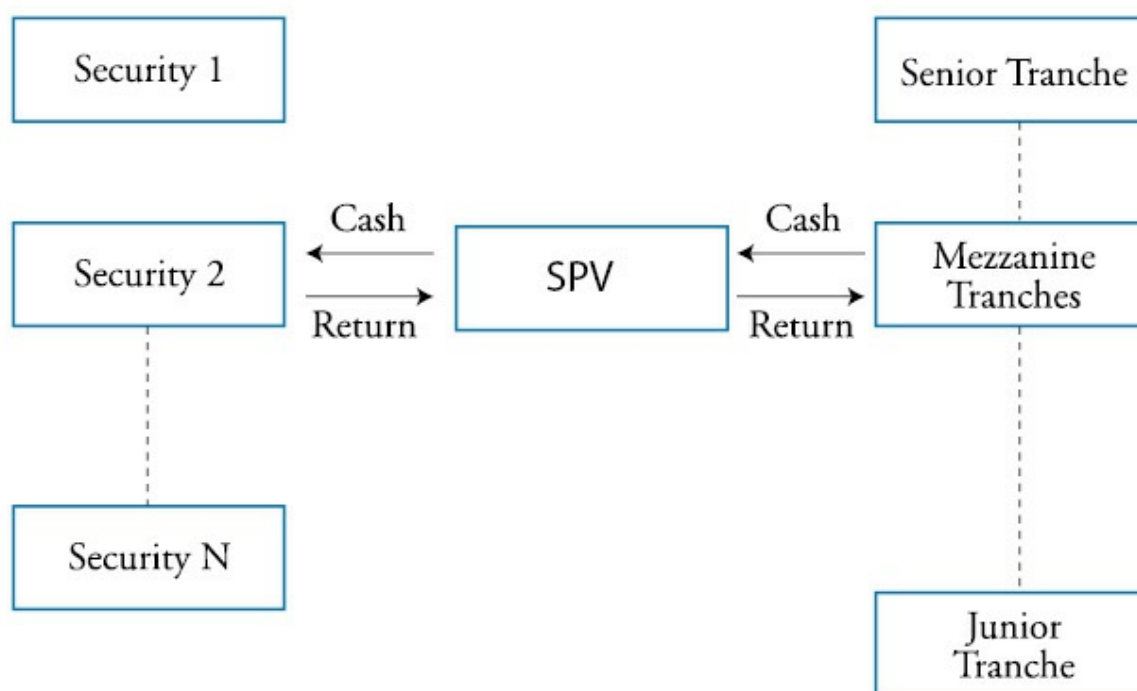 Security 1
Senior Tranche
Cash
Cash
Security 2
SPV
Mezzanine
Tranches
Return
Return
Security N
Junior
Tranche